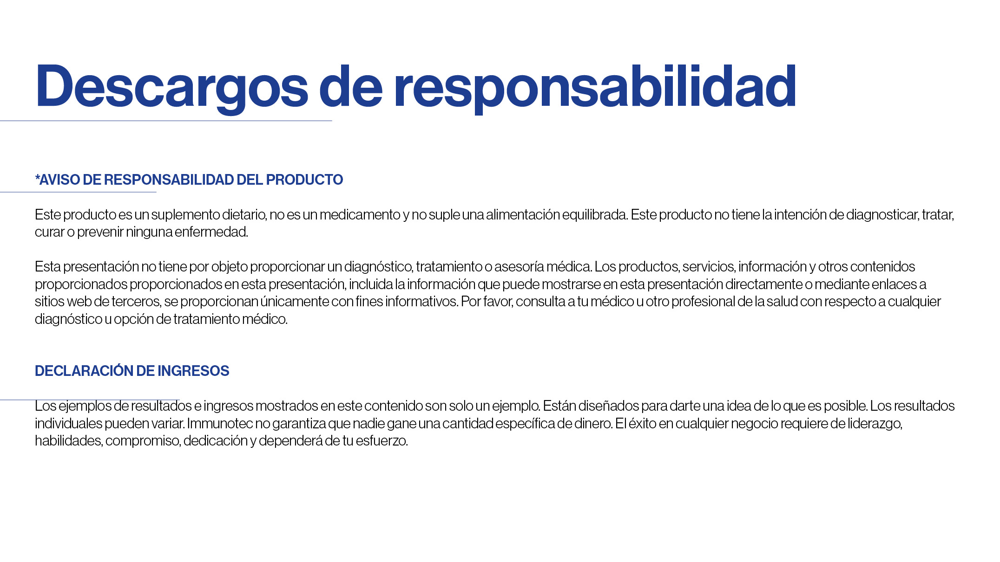 Descargos de responsabilidad
*AVISO DE RESPONSABILIDAD DEL PRODUCTO
Este producto es un suplemento dietario, no es un medicamento y no suple una alimentación equilibrada. Este producto no tiene la intención de diagnosticar, tratar,
curar o prevenir ninguna enfermedad.
Esta presentación no tiene por objeto proporcionar un diagnóstico, tratamiento o asesoría médica. Los productos, servicios, información y otros contenidos
proporcionados proporcionados en esta presentación, incluida la información que puede mostrarse en esta presentación directamente o mediante enlaces a
sitios web de terceros, se proporcionan únicamente con fines informativos. Por favor, consulta a tu médico u otro profesional de la salud con respecto a cualquier
diagnóstico u opción de tratamiento médico.
DECLARACIÓN DE INGRESOS
Los ejemplos de resultados e ingresos mostrados en este contenido son solo un ejemplo. Están diseñados para darte una idea de lo que es posible. Los resultados
individuales pueden variar. Immunotec no garantiza que nadie gane una cantidad específica de dinero. El éxito en cualquier negocio requiere de liderazgo,
habilidades, compromiso, dedicación y dependerá de tu esfuerzo.